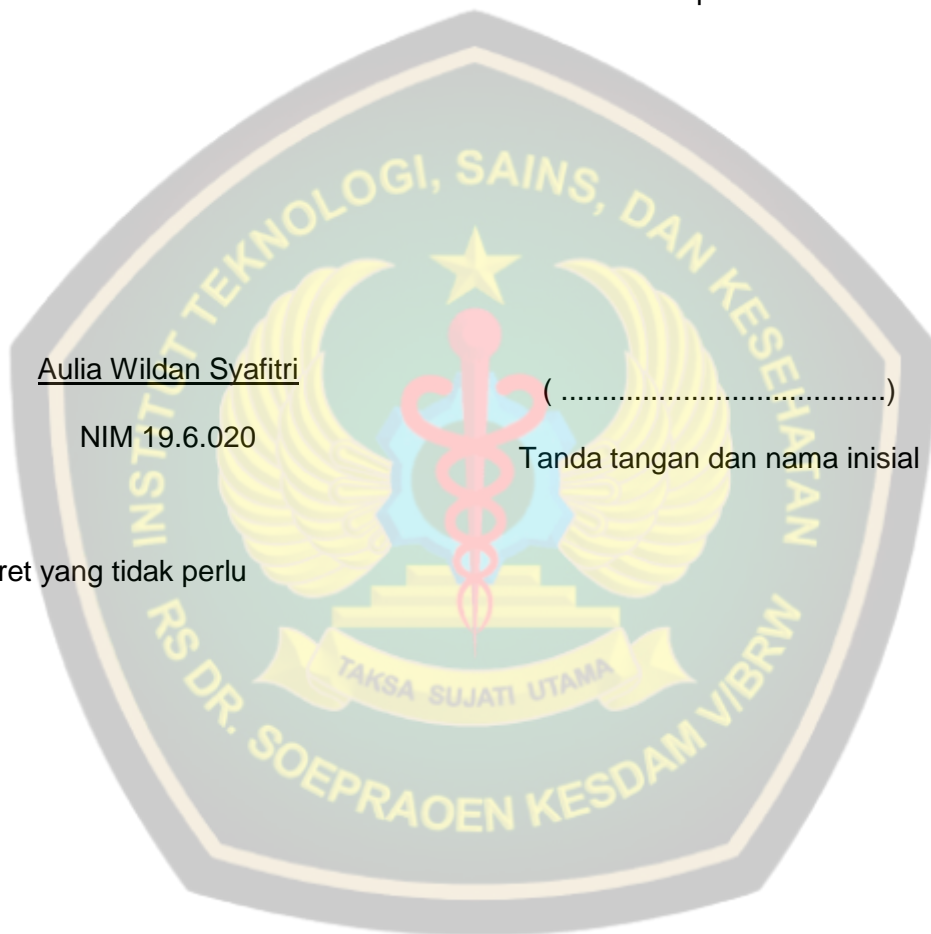 Aulia Wildan Syafitri
( ........................................)
NIM 19.6.020
Tanda tangan dan nama inisial
ret yang tidak perlu
INSTITUT TEKNOLOGI, SAINS, DAN KESEHATAN
TAKSA SUJATI UTAMA
RS DR. SOEPRAOEN KESDAM V/BRW